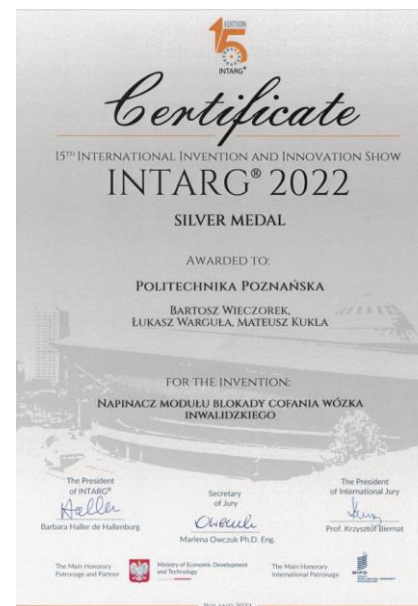 15 EDITION
INTARG®
Certificate
15TH INTERNATIONAL INVENTION AND INNOVATION SHOW
INTARG® 2022
SILVER MEDAL
AWARDED TO:
POLITECHNIKA POZNAŃSKA
BARTOSZ WIECZOREK,
ŁUKASZ WARGUŁA, MATEUSZ KUKLA
FOR THE INVENTION:
NAPINACZ MODUŁU BLOKADY COFANIA WÓZKA
INWALIDZKIEGO
The President
of INTARG®
Barbara Haller de Hallenburg
Secretary
of Jury
Marlena Owczuk Ph.D. Eng.
The President
of International Jury
Prof. Krzysztof Biernat
The Main Honorary
Patronage and Partner
Ministry of Economic Development
and Technology
The Main Honorary
International Patronage
WIPO
POLAND 2022